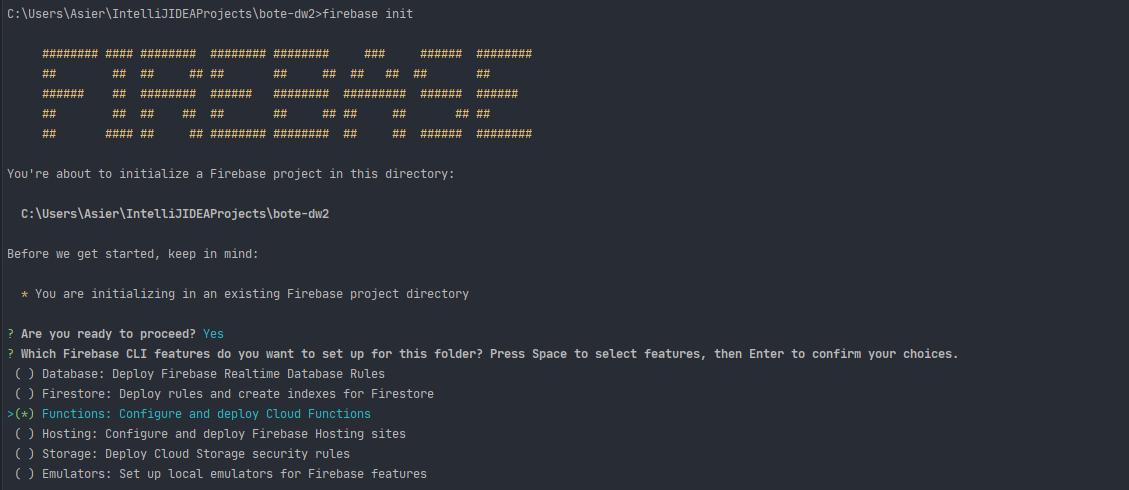 C:\Users\Asier\IntelliJIDEAProjects\bote-dw2>firebase init
######## #### ########  ######## ########     ###     ######  ########
##        ##  ##     ## ##       ##     ##  ##   ##  ##       ##
######    ##  ########  ######   ########  #########  ######  ######
##        ##  ##    ##  ##       ##     ## ##     ##       ## ##
##       #### ##     ## ######## ########  ##     ##  ######  ########
You're about to initialize a Firebase project in this directory:
C:\Users\Asier\IntelliJIDEAProjects\bote-dw2
Before we get started, keep in mind:
* You are initializing in an existing Firebase project directory
? Are you ready to proceed? Yes
? Which Firebase CLI features do you want to set up for this folder? Press Space to select features, then Enter to confirm your choices.
( ) Database: Deploy Firebase Realtime Database Rules
( ) Firestore: Deploy rules and create indexes for Firestore
>(*) Functions: Configure and deploy Cloud Functions
( ) Hosting: Configure and deploy Firebase Hosting sites
( ) Storage: Deploy Cloud Storage security rules
( ) Emulators: Set up local emulators for Firebase features